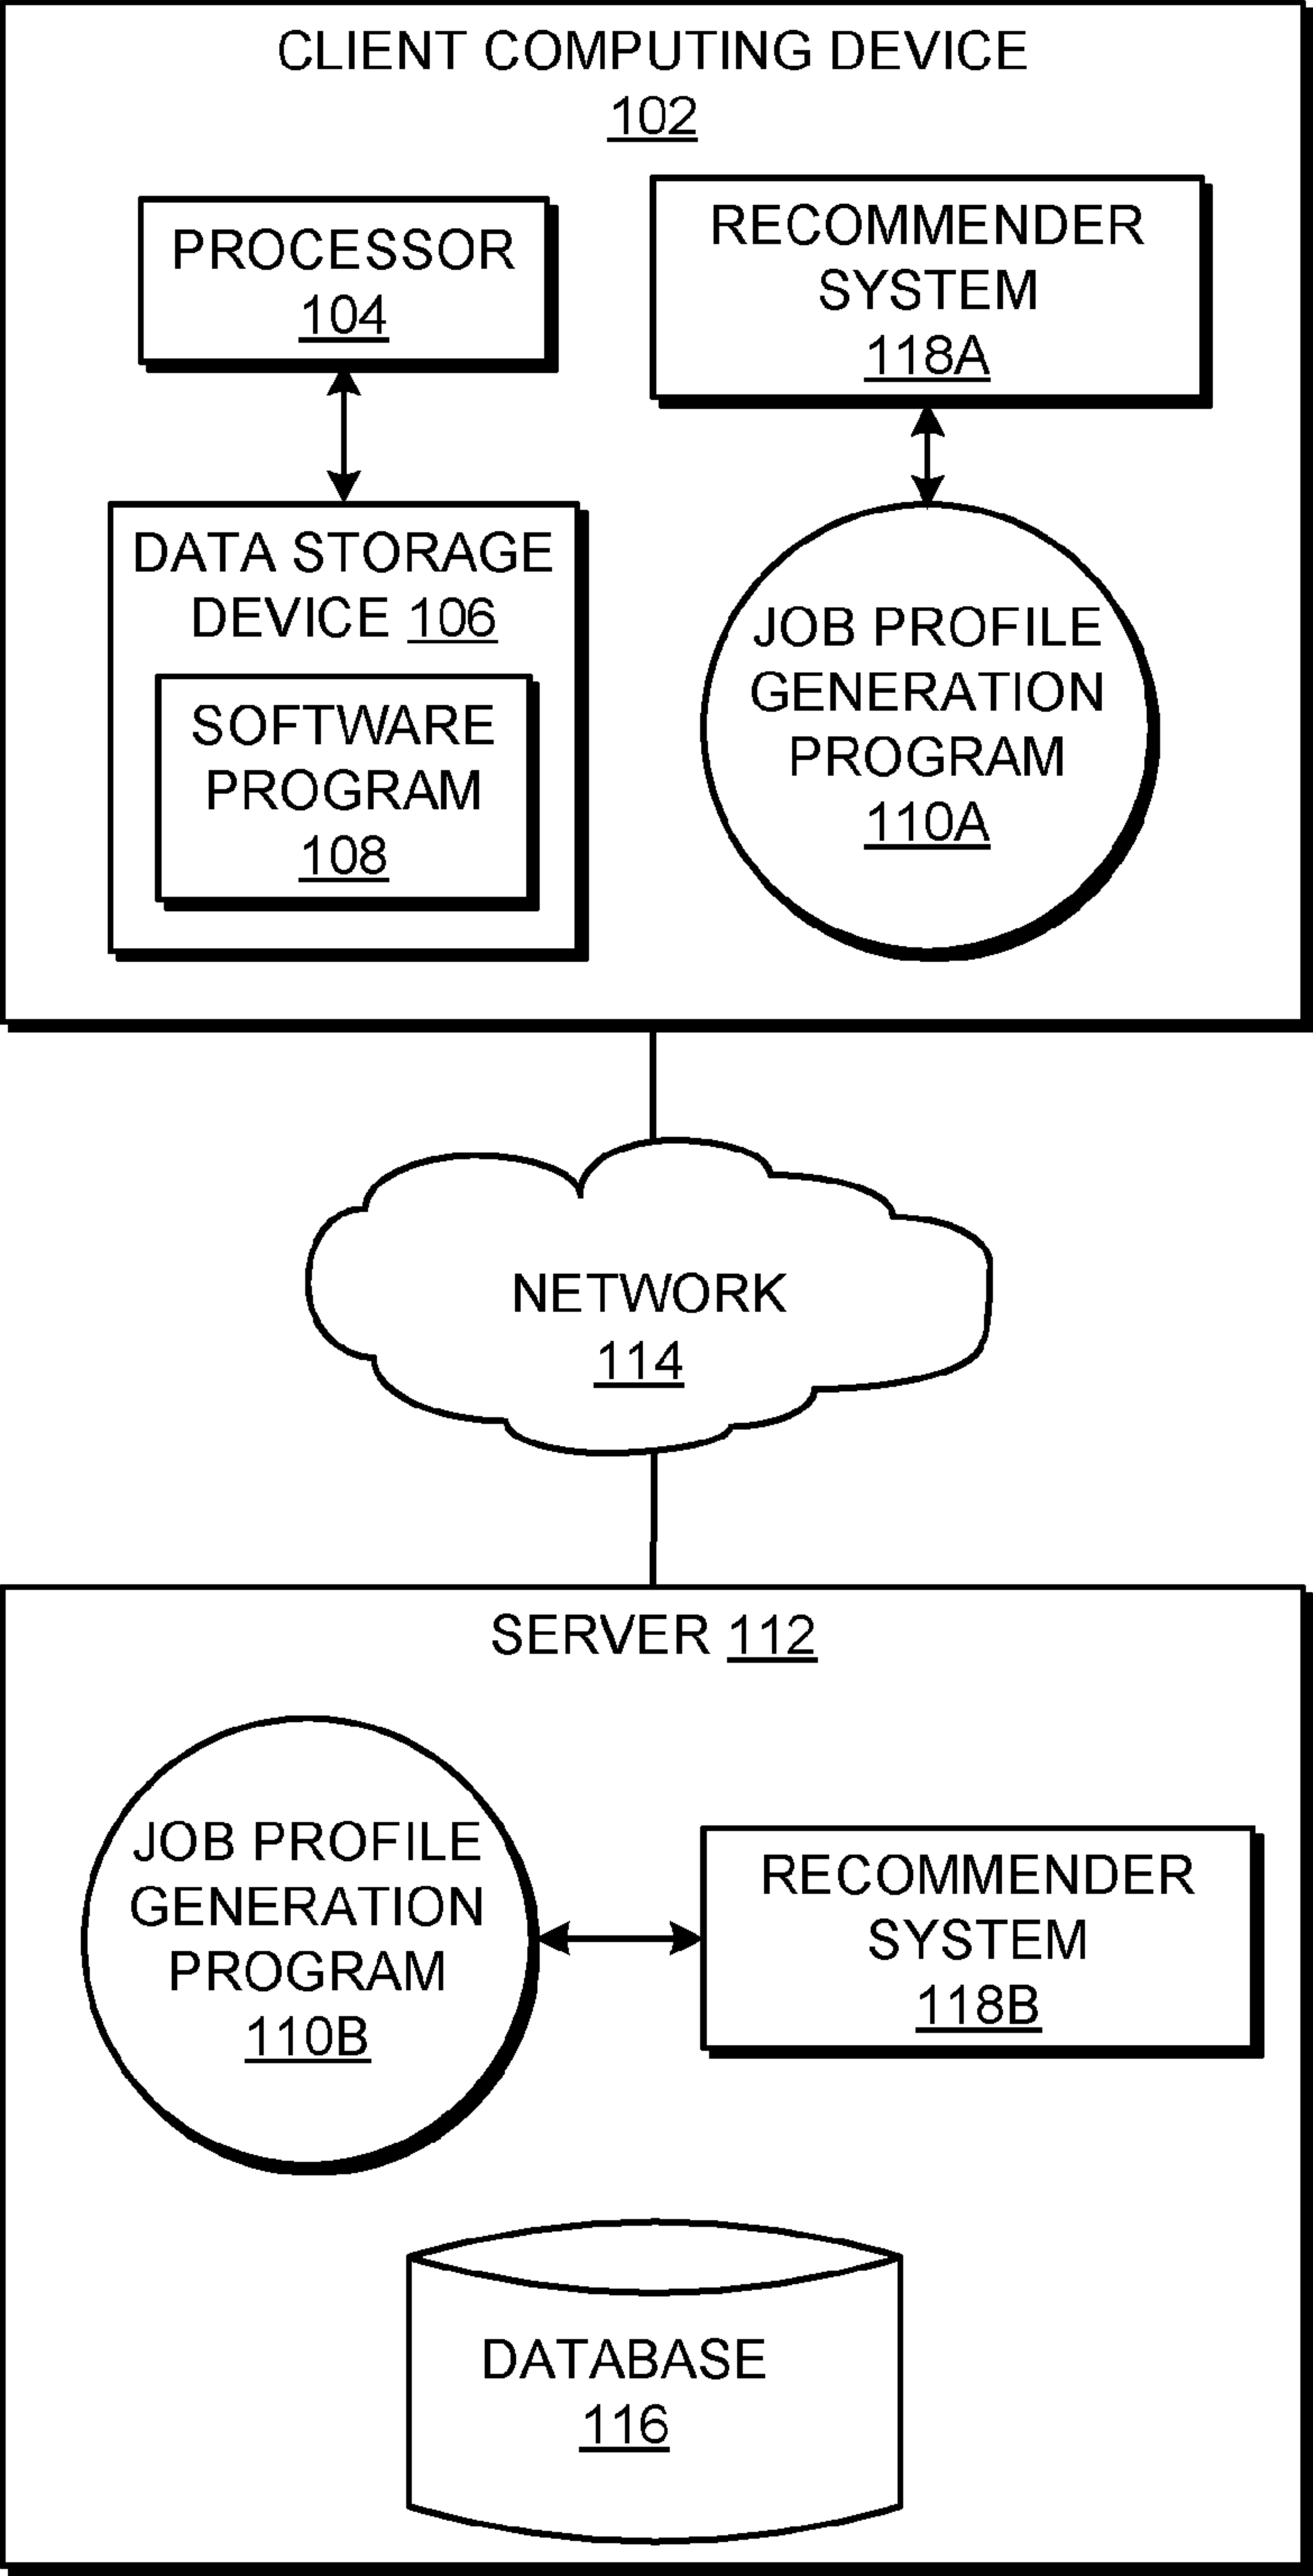 CLIENT COMPUTING DEVICE
102
PROCESSOR
104
RECOMMENDER
SYSTEM
118A
DATA STORAGE
DEVICE 106
SOFTWARE
PROGRAM
108
JOB PROFILE
GENERATION
PROGRAM
110A
NETWORK
114
SERVER 112
JOB PROFILE
GENERATION
PROGRAM
110B
RECOMMENDER
SYSTEM
118B
DATABASE
116